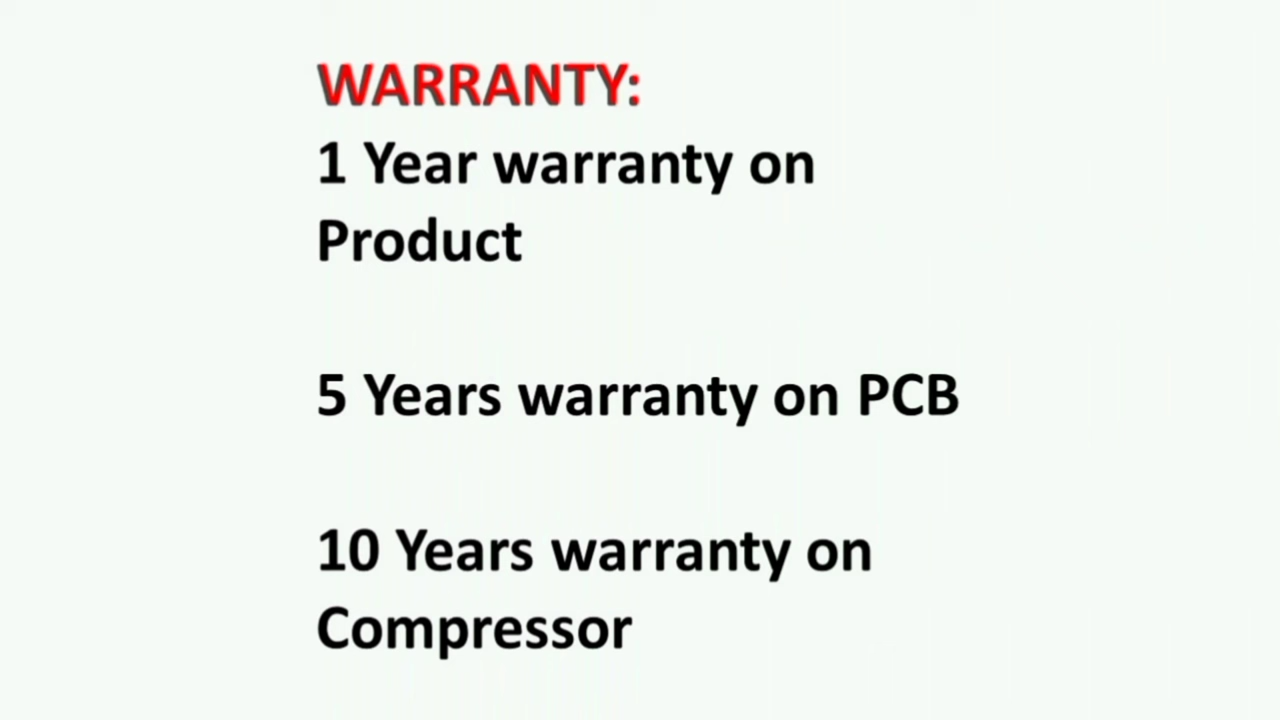 WARRANTY:
1 Year warranty on
Product
5 Years warranty on PCB
10 Years warranty on
Compressor